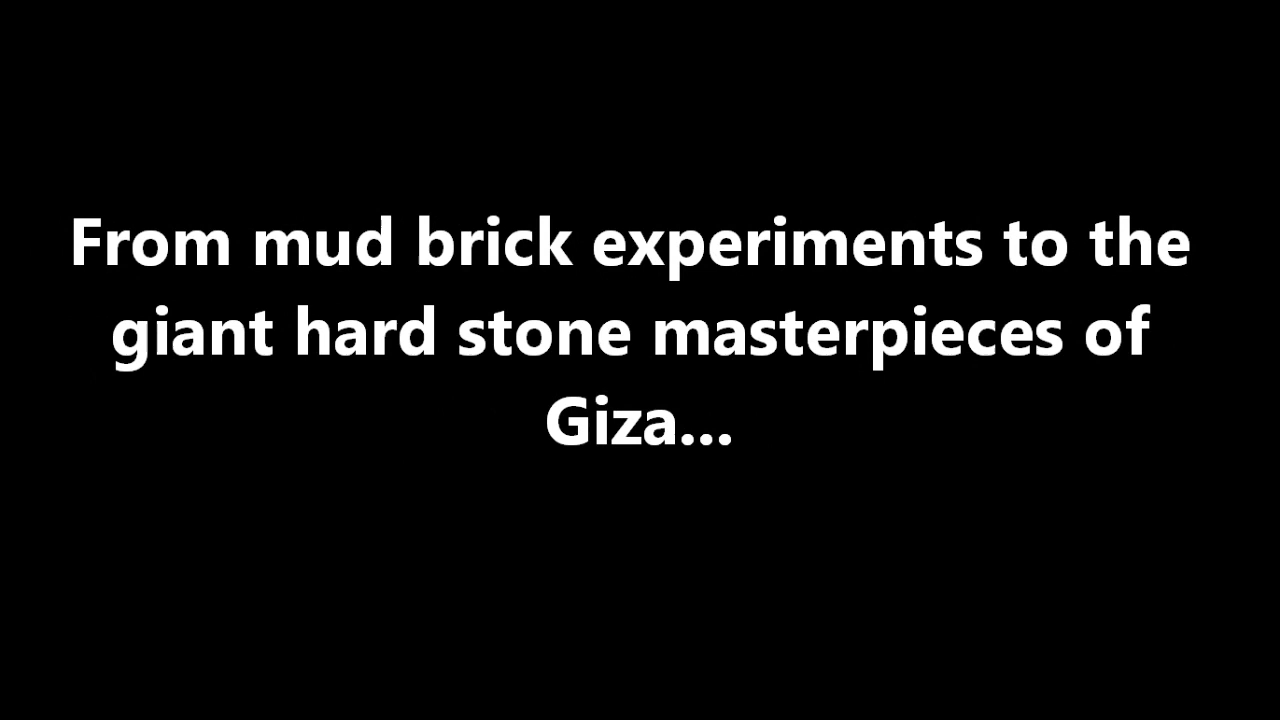 From mud brick experiments to the
giant hard stone masterpieces of
Giza...